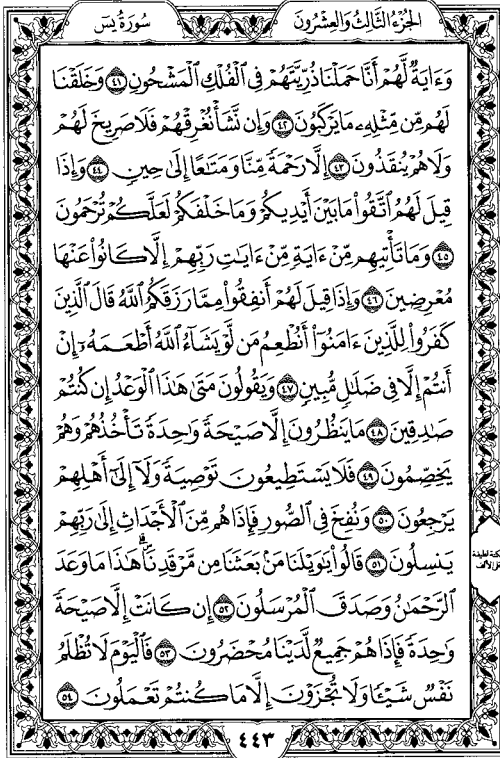 الجُزْءُ الثَّالِثُ وَالعِشْرُونَ
سُورَةُ يسٓ
وَءَايَةٌ لَّهُمْ أَنَّا حَمَلْنَا ذُرِّيَّتَهُمْ فِي ٱلْفُلْكِ ٱلْمَشْحُونِ ٤١ وَخَلَقْنَا
لَهُم مِّن مِّثْلِهِۦ مَا يَرْكَبُونَ ٤٢ وَإِن نَّشَأْ نُغْرِقْهُمْ فَلَا صَرِيخَ لَهُمْ
وَلَا هُمْ يُنقَذُونَ ٤٣ إِلَّا رَحْمَةً مِّنَّا وَمَتَٰعًا إِلَىٰ حِينٍ ٤٤ وَإِذَا
قِيلَ لَهُمُ ٱتَّقُوا۟ مَا بَيْنَ أَيْدِيكُمْ وَمَا خَلْفَكُمْ لَعَلَّكُمْ تُرْحَمُونَ
٤٥ وَمَا تَأْتِيهِم مِّنْ ءَايَةٍ مِّنْ ءَايَٰتِ رَبِّهِمْ إِلَّا كَانُوا۟ عَنْهَا
مُعْرِضِينَ ٤٦ وَإِذَا قِيلَ لَهُمْ أَنفِقُوا۟ مِمَّا رَزَقَكُمُ ٱللَّهُ قَالَ ٱلَّذِينَ
كَفَرُوا۟ لِلَّذِينَ ءَامَنُوٓا۟ أَنُطْعِمُ مَن لَّوْ يَشَآءُ ٱللَّهُ أَطْعَمَهُۥٓ إِنْ
أَنتُمْ إِلَّا فِي ضَلَٰلٍ مُّبِينٍ ٤٧ وَيَقُولُونَ مَتَىٰ هَٰذَا ٱلْوَعْدُ إِن كُنتُمْ
صَٰدِقِينَ ٤٨ مَا يَنظُرُونَ إِلَّا صَيْحَةً وَٰحِدَةً تَأْخُذُهُمْ وَهُمْ
يَخِصِّمُونَ ٤٩ فَلَا يَسْتَطِيعُونَ تَوْصِيَةً وَلَآ إِلَىٰٓ أَهْلِهِمْ
يَرْجِعُونَ ٥٠ وَنُفِخَ فِي ٱلصُّورِ فَإِذَا هُم مِّنَ ٱلْأَجْدَاثِ إِلَىٰ رَبِّهِمْ
يَنسِلُونَ ٥١ قَالُوا۟ يَٰوَيْلَنَا مَنۢ بَعَثَنَا مِن مَّرْقَدِنَا ۜ هَٰذَا مَا وَعَدَ
ٱلرَّحْمَٰنُ وَصَدَقَ ٱلْمُرْسَلُونَ ٥٢ إِن كَانَتْ إِلَّا صَيْحَةً
وَٰحِدَةً فَإِذَا هُمْ جَمِيعٌ لَّدَيْنَا مُحْضَرُونَ ٥٣ فَٱلْيَوْمَ لَا تُظْلَمُ
نَفْسٌ شَيْـًٔا وَلَا تُجْزَوْنَ إِلَّا مَا كُنتُمْ تَعْمَلُونَ ٥٤
سكتة لطيفة
على الألف
٤٤٣